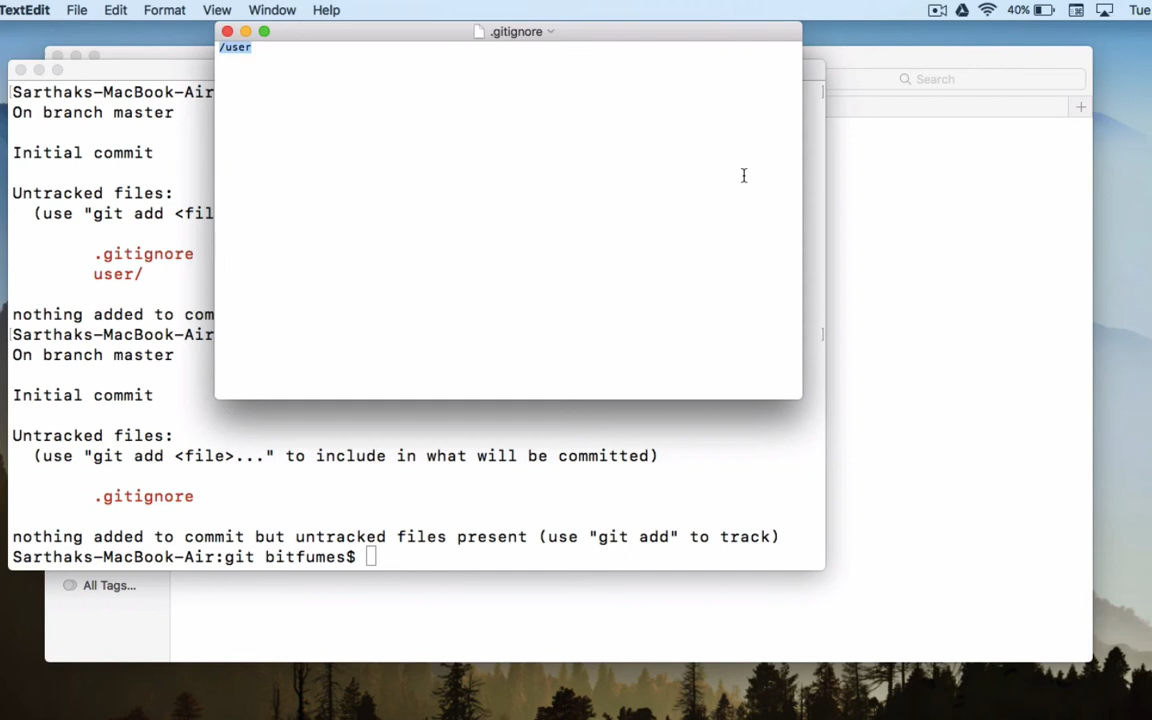 TextEdit File Edit Format View Window Help 40% Tue
.gitignore
/user
Search
Sarthaks-MacBook-Air
On branch master
Initial commit
Untracked files:
(use "git add <fil
.gitignore
user/
nothing added to com
Sarthaks-MacBook-Air
On branch master
Initial commit
Untracked files:
(use "git add <file>..." to include in what will be committed)
.gitignore
nothing added to commit but untracked files present (use "git add" to track)
Sarthaks-MacBook-Air:git bitfumes$
All Tags...